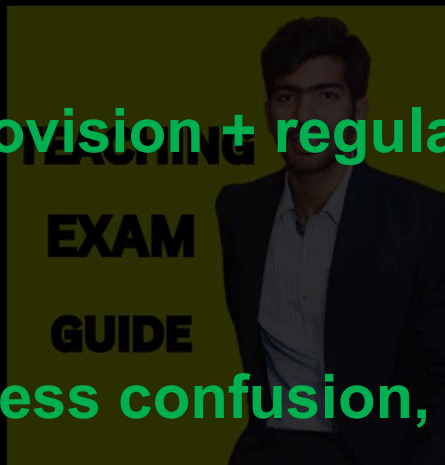 ovision + regula
TEACHING
EXAM
GUIDE
ess confusion,